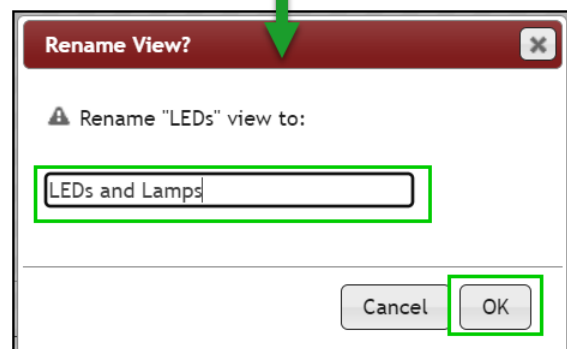 Rename View?
Rename "LEDs" view to:
LEDs and Lamps
Cancel OK